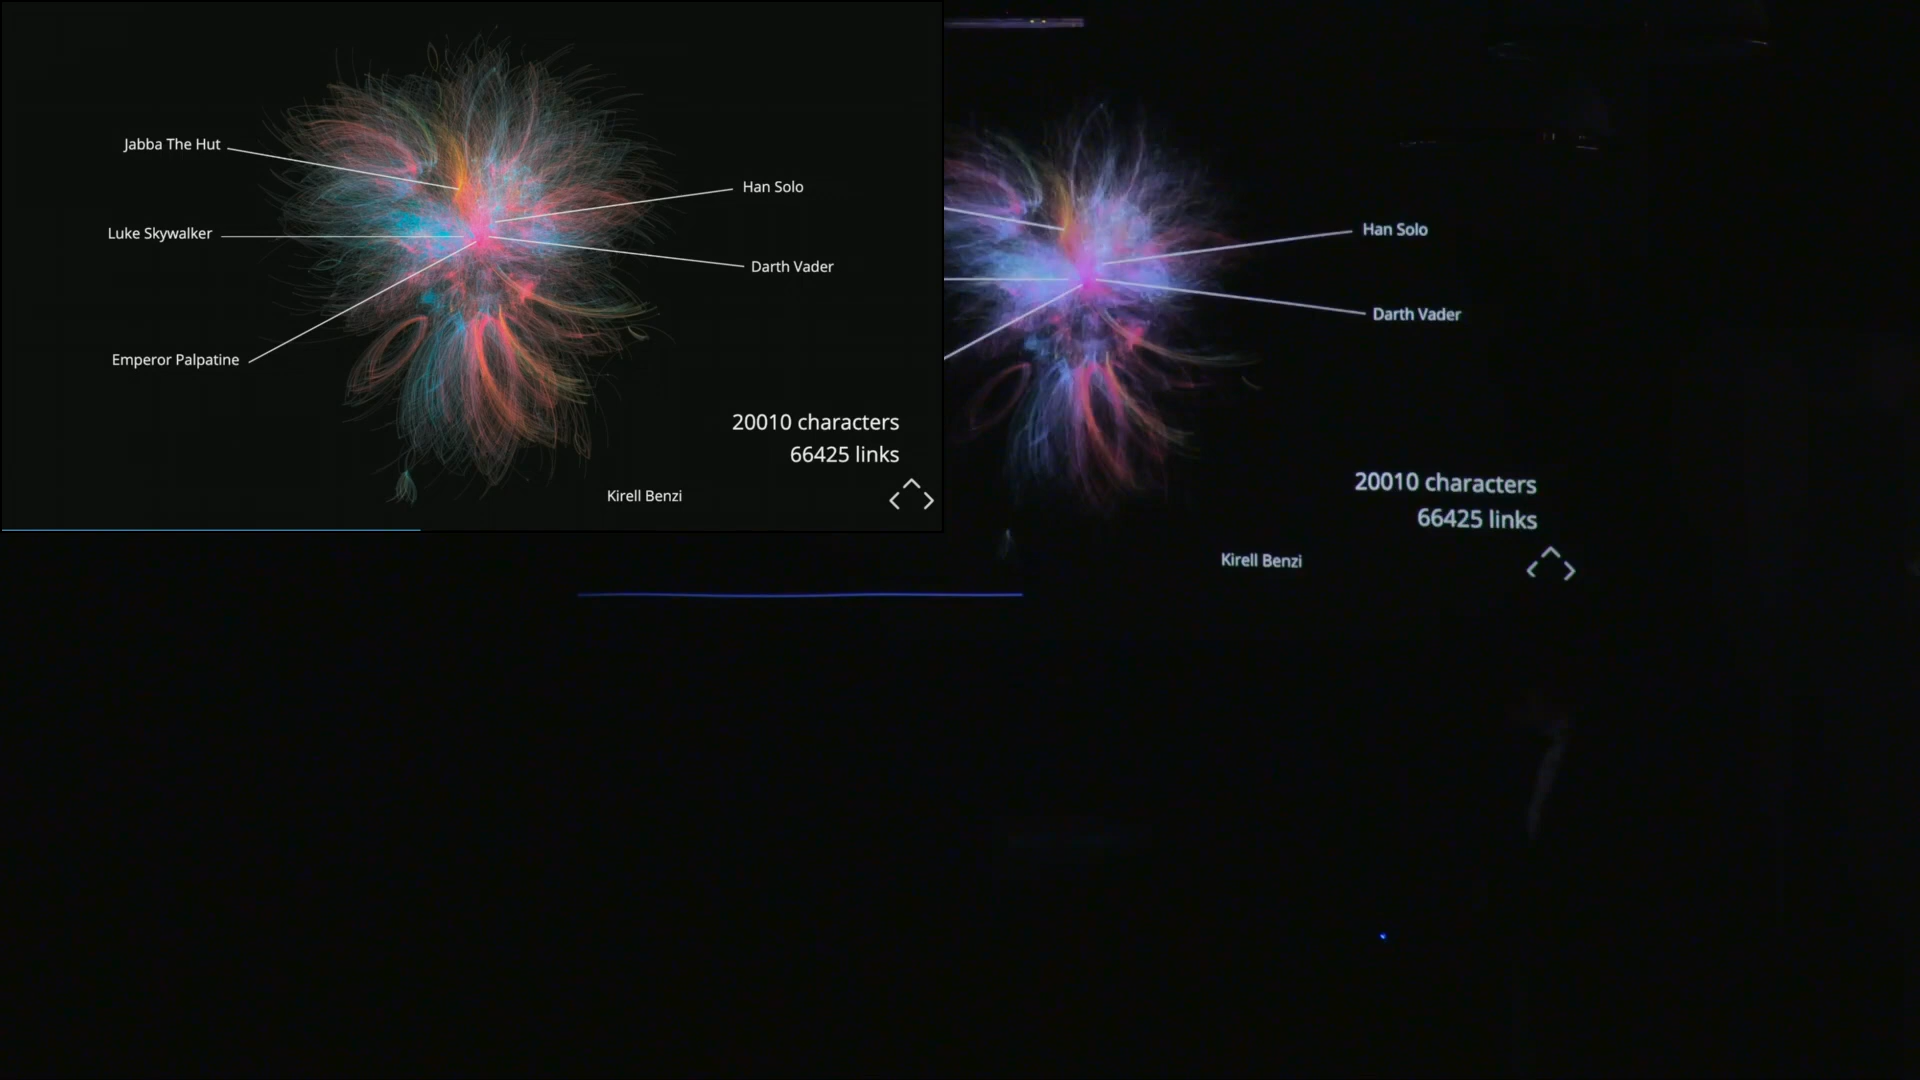 Jabba The Hut
Han Solo
Luke Skywalker
Darth Vader
Emperor Palpatine
20010 characters
66425 links
Kirell Benzi
Han Solo
Darth Vader
20010 characters
66425 links
Kirell Benzi